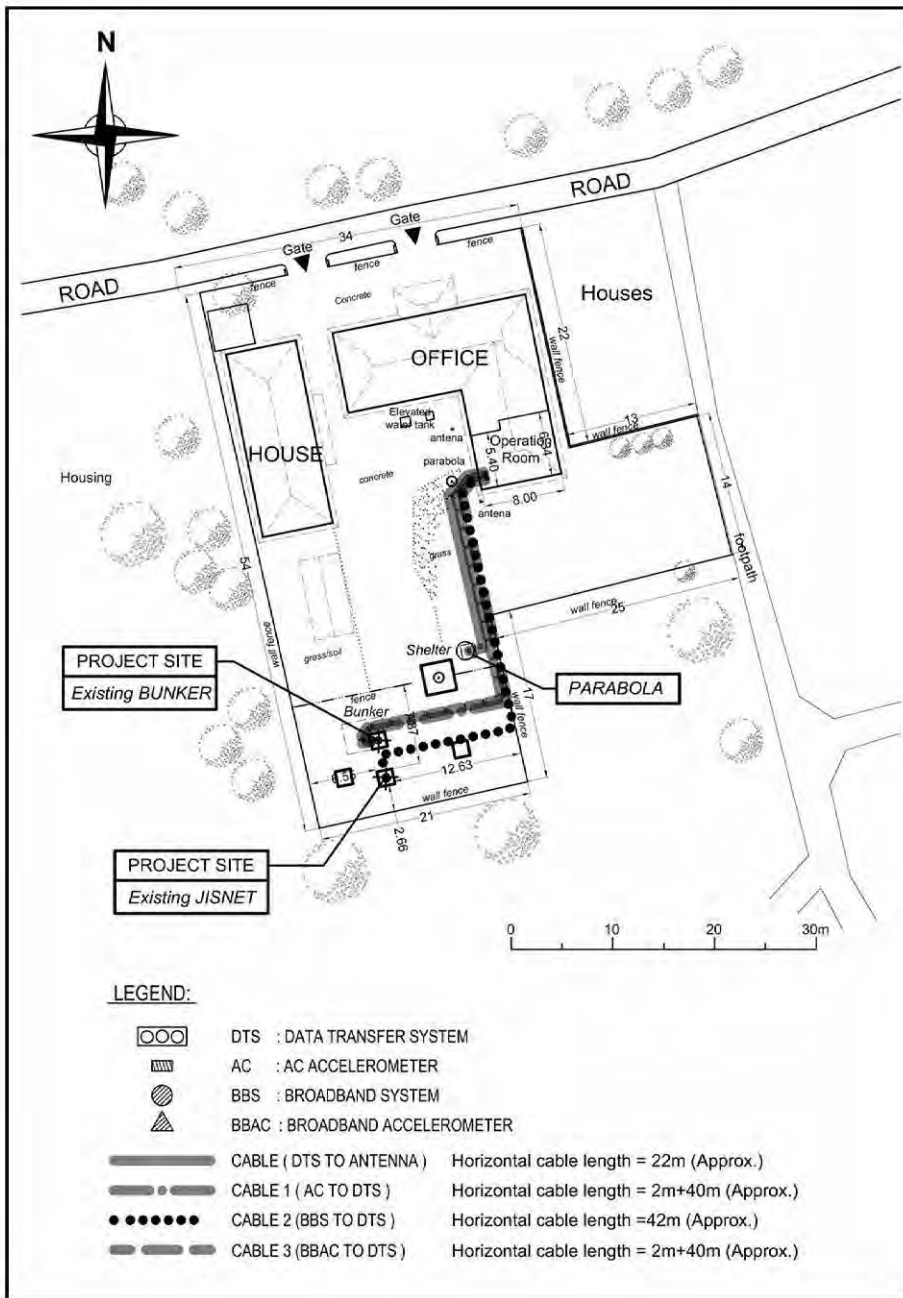 N
ROAD
Gate
34
Gate
fence
fence
fence
ROAD
Concrete
Houses
22
wall fence
OFFICE
Elevated
water tank
antena
13
wall fence
HOUSE
Operation
Room
5.40
parabola
Housing
concrete
8.00
antena
14
footpath
grass
54
wall fence
wall fence
25
PROJECT SITE
Existing BUNKER
grass/soil
Shelter
PARABOLA
fence
Bunker
17
wall fence
12.63
wall fence
21
2.66
PROJECT SITE
Existing JISNET
0 10 20 30m
LEGEND:
DTS : DATA TRANSFER SYSTEM
AC : AC ACCELEROMETER
BBS : BROADBAND SYSTEM
BBAC : BROADBAND ACCELEROMETER
CABLE ( DTS TO ANTENNA ) Horizontal cable length = 22m (Approx.)
CABLE 1 ( AC TO DTS ) Horizontal cable length = 2m+40m (Approx.)
CABLE 2 (BBS TO DTS ) Horizontal cable length =42m (Approx.)
CABLE 3 (BBAC TO DTS ) Horizontal cable length = 2m+40m (Approx.)